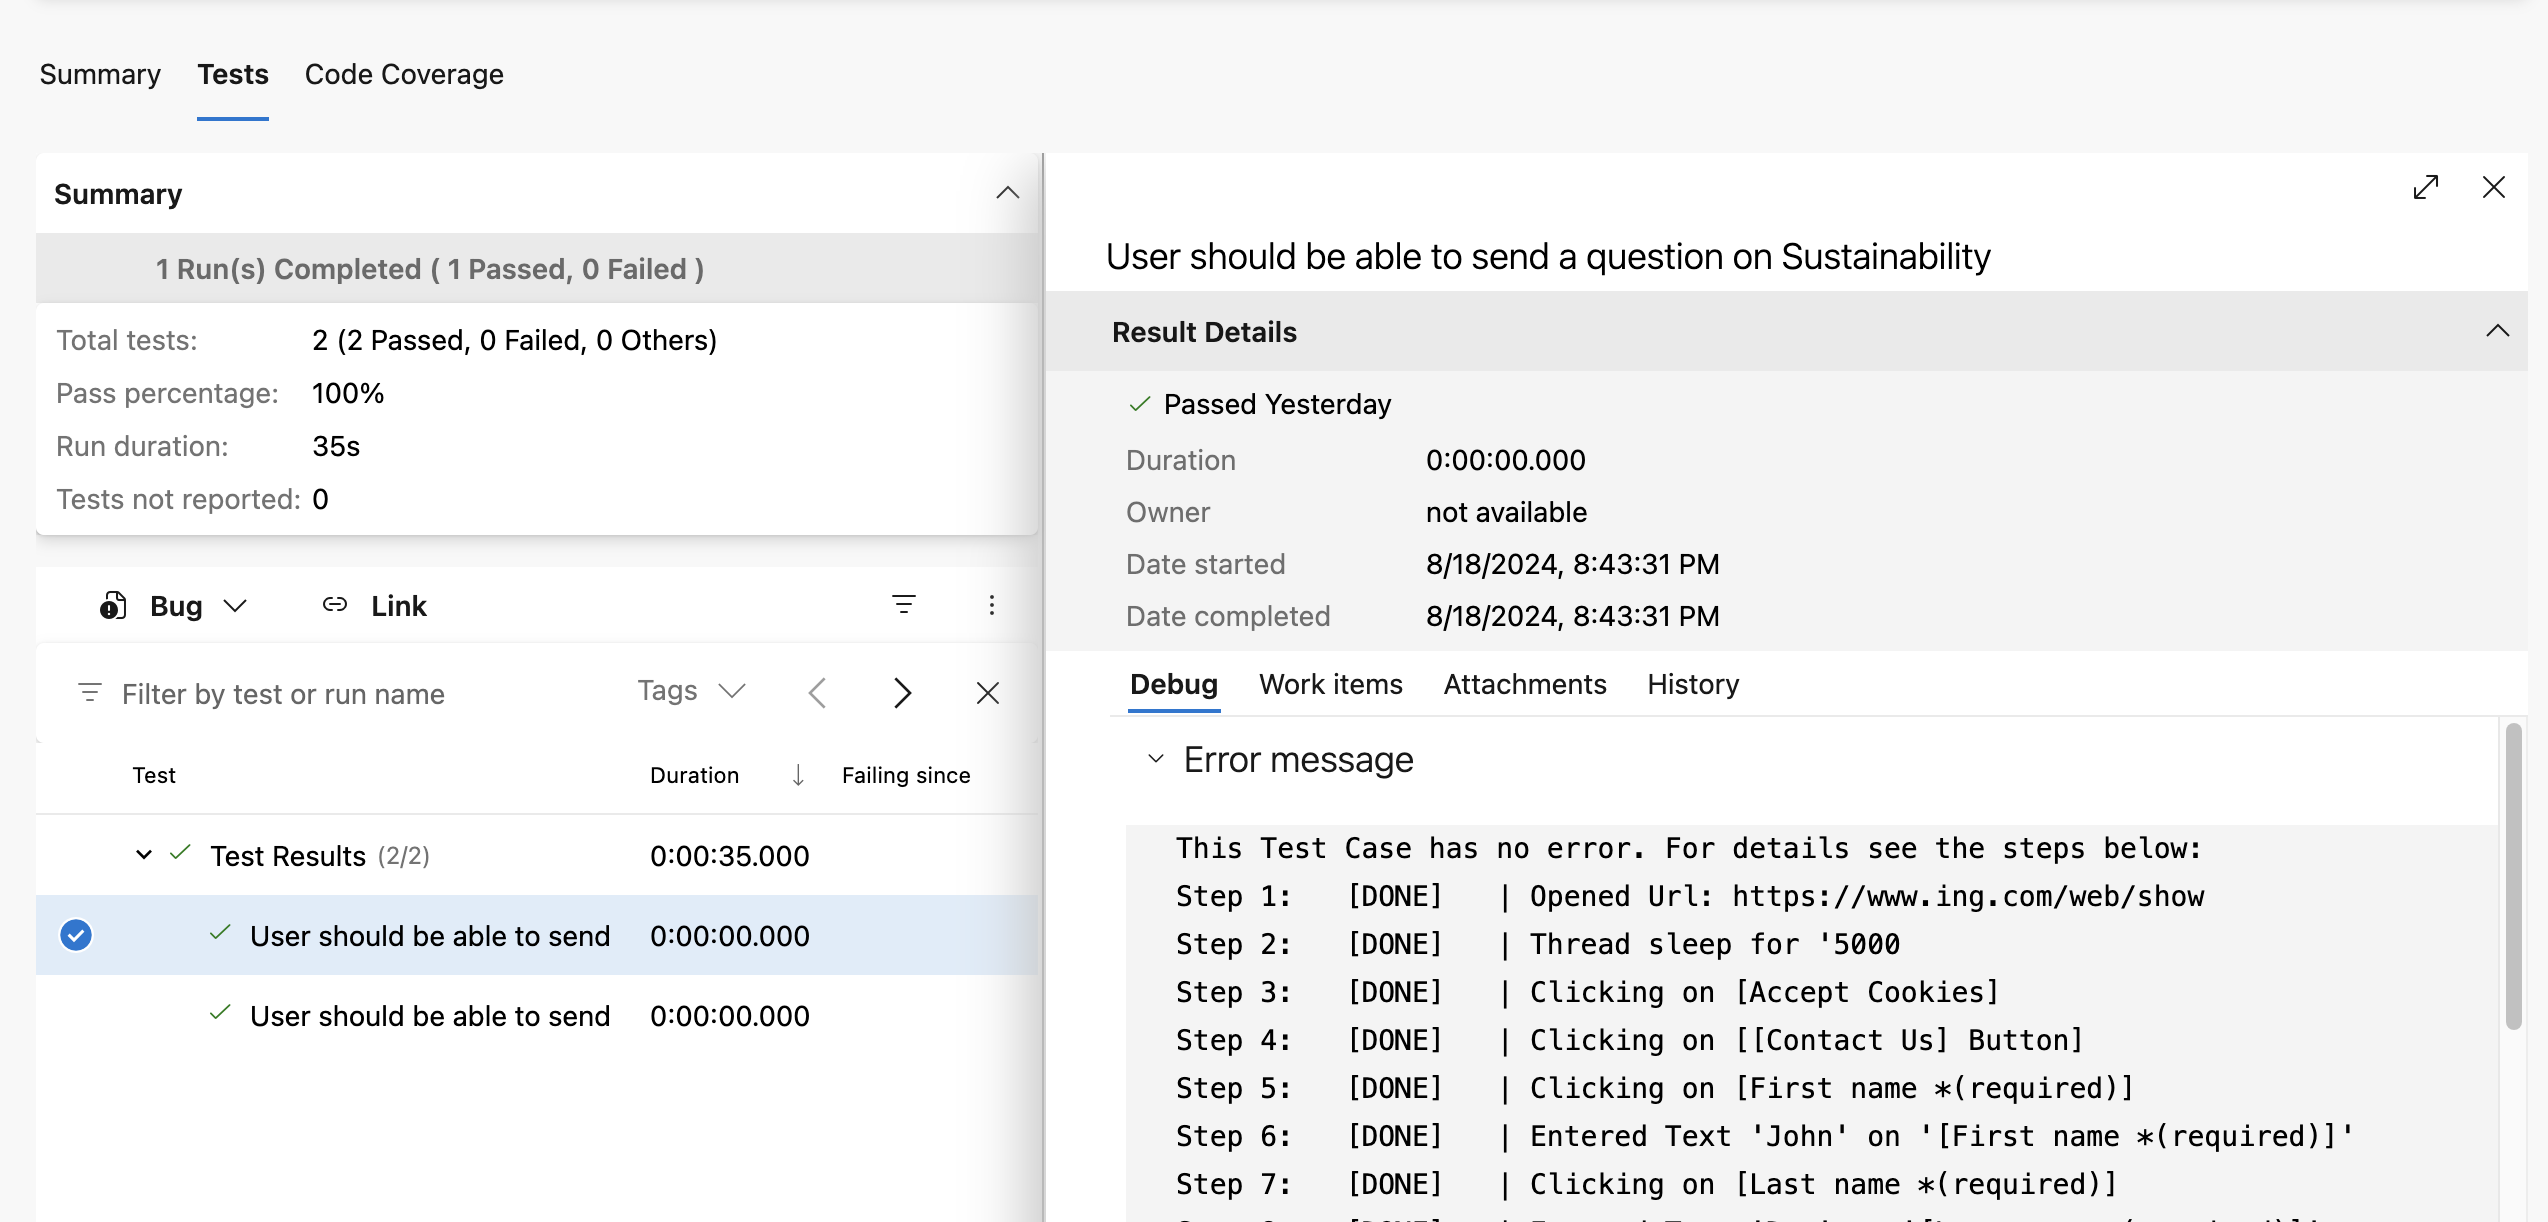 Summary Tests Code Coverage
Summary
1 Run(s) Completed ( 1 Passed, 0 Failed )
Total tests: 2 (2 Passed, 0 Failed, 0 Others)
Pass percentage: 100%
Run duration: 35s
Tests not reported: 0
Bug Link
Filter by test or run name Tags
Test Duration Failing since
Test Results (2/2) 0:00:35.000
User should be able to send 0:00:00.000
User should be able to send 0:00:00.000
User should be able to send a question on Sustainability
Result Details
Passed Yesterday
Duration 0:00:00.000
Owner not available
Date started 8/18/2024, 8:43:31 PM
Date completed 8/18/2024, 8:43:31 PM
Debug Work items Attachments History
Error message
This Test Case has no error. For details see the steps below:
Step 1: [DONE] | Opened Url: https://www.ing.com/web/show
Step 2: [DONE] | Thread sleep for '5000
Step 3: [DONE] | Clicking on [Accept Cookies]
Step 4: [DONE] | Clicking on [[Contact Us] Button]
Step 5: [DONE] | Clicking on [First name *(required)]
Step 6: [DONE] | Entered Text 'John' on '[First name *(required)]'
Step 7: [DONE] | Clicking on [Last name *(required)]